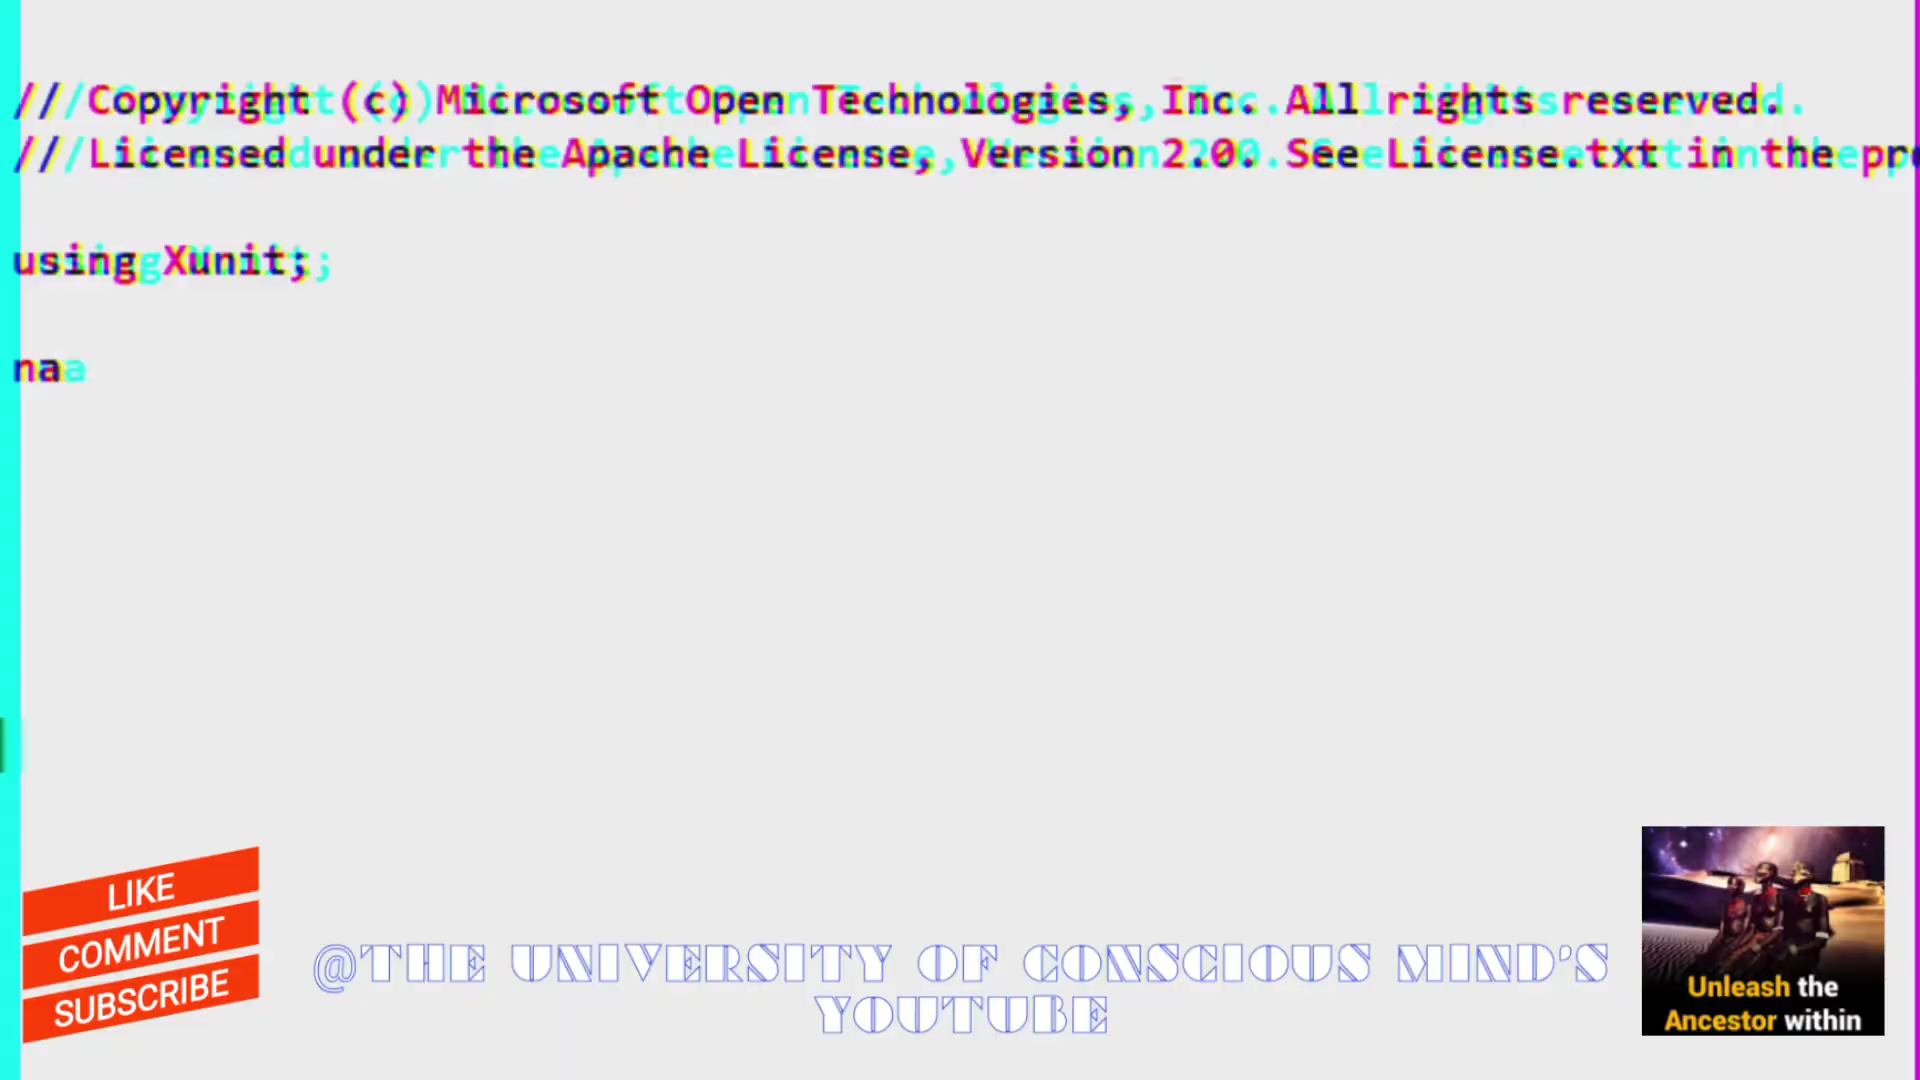 // Copyright (c) Microsoft Open Technologies, Inc. All rights reserved.
// Licensed under the Apache License, Version 2.0. See License.txt in the pro
using Xunit;
na
LIKE
COMMENT
SUBSCRIBE
@THE UNIVERSITY OF CONSCIOUS MIND'S
YOUTUBE
Unleash the
Ancestor within